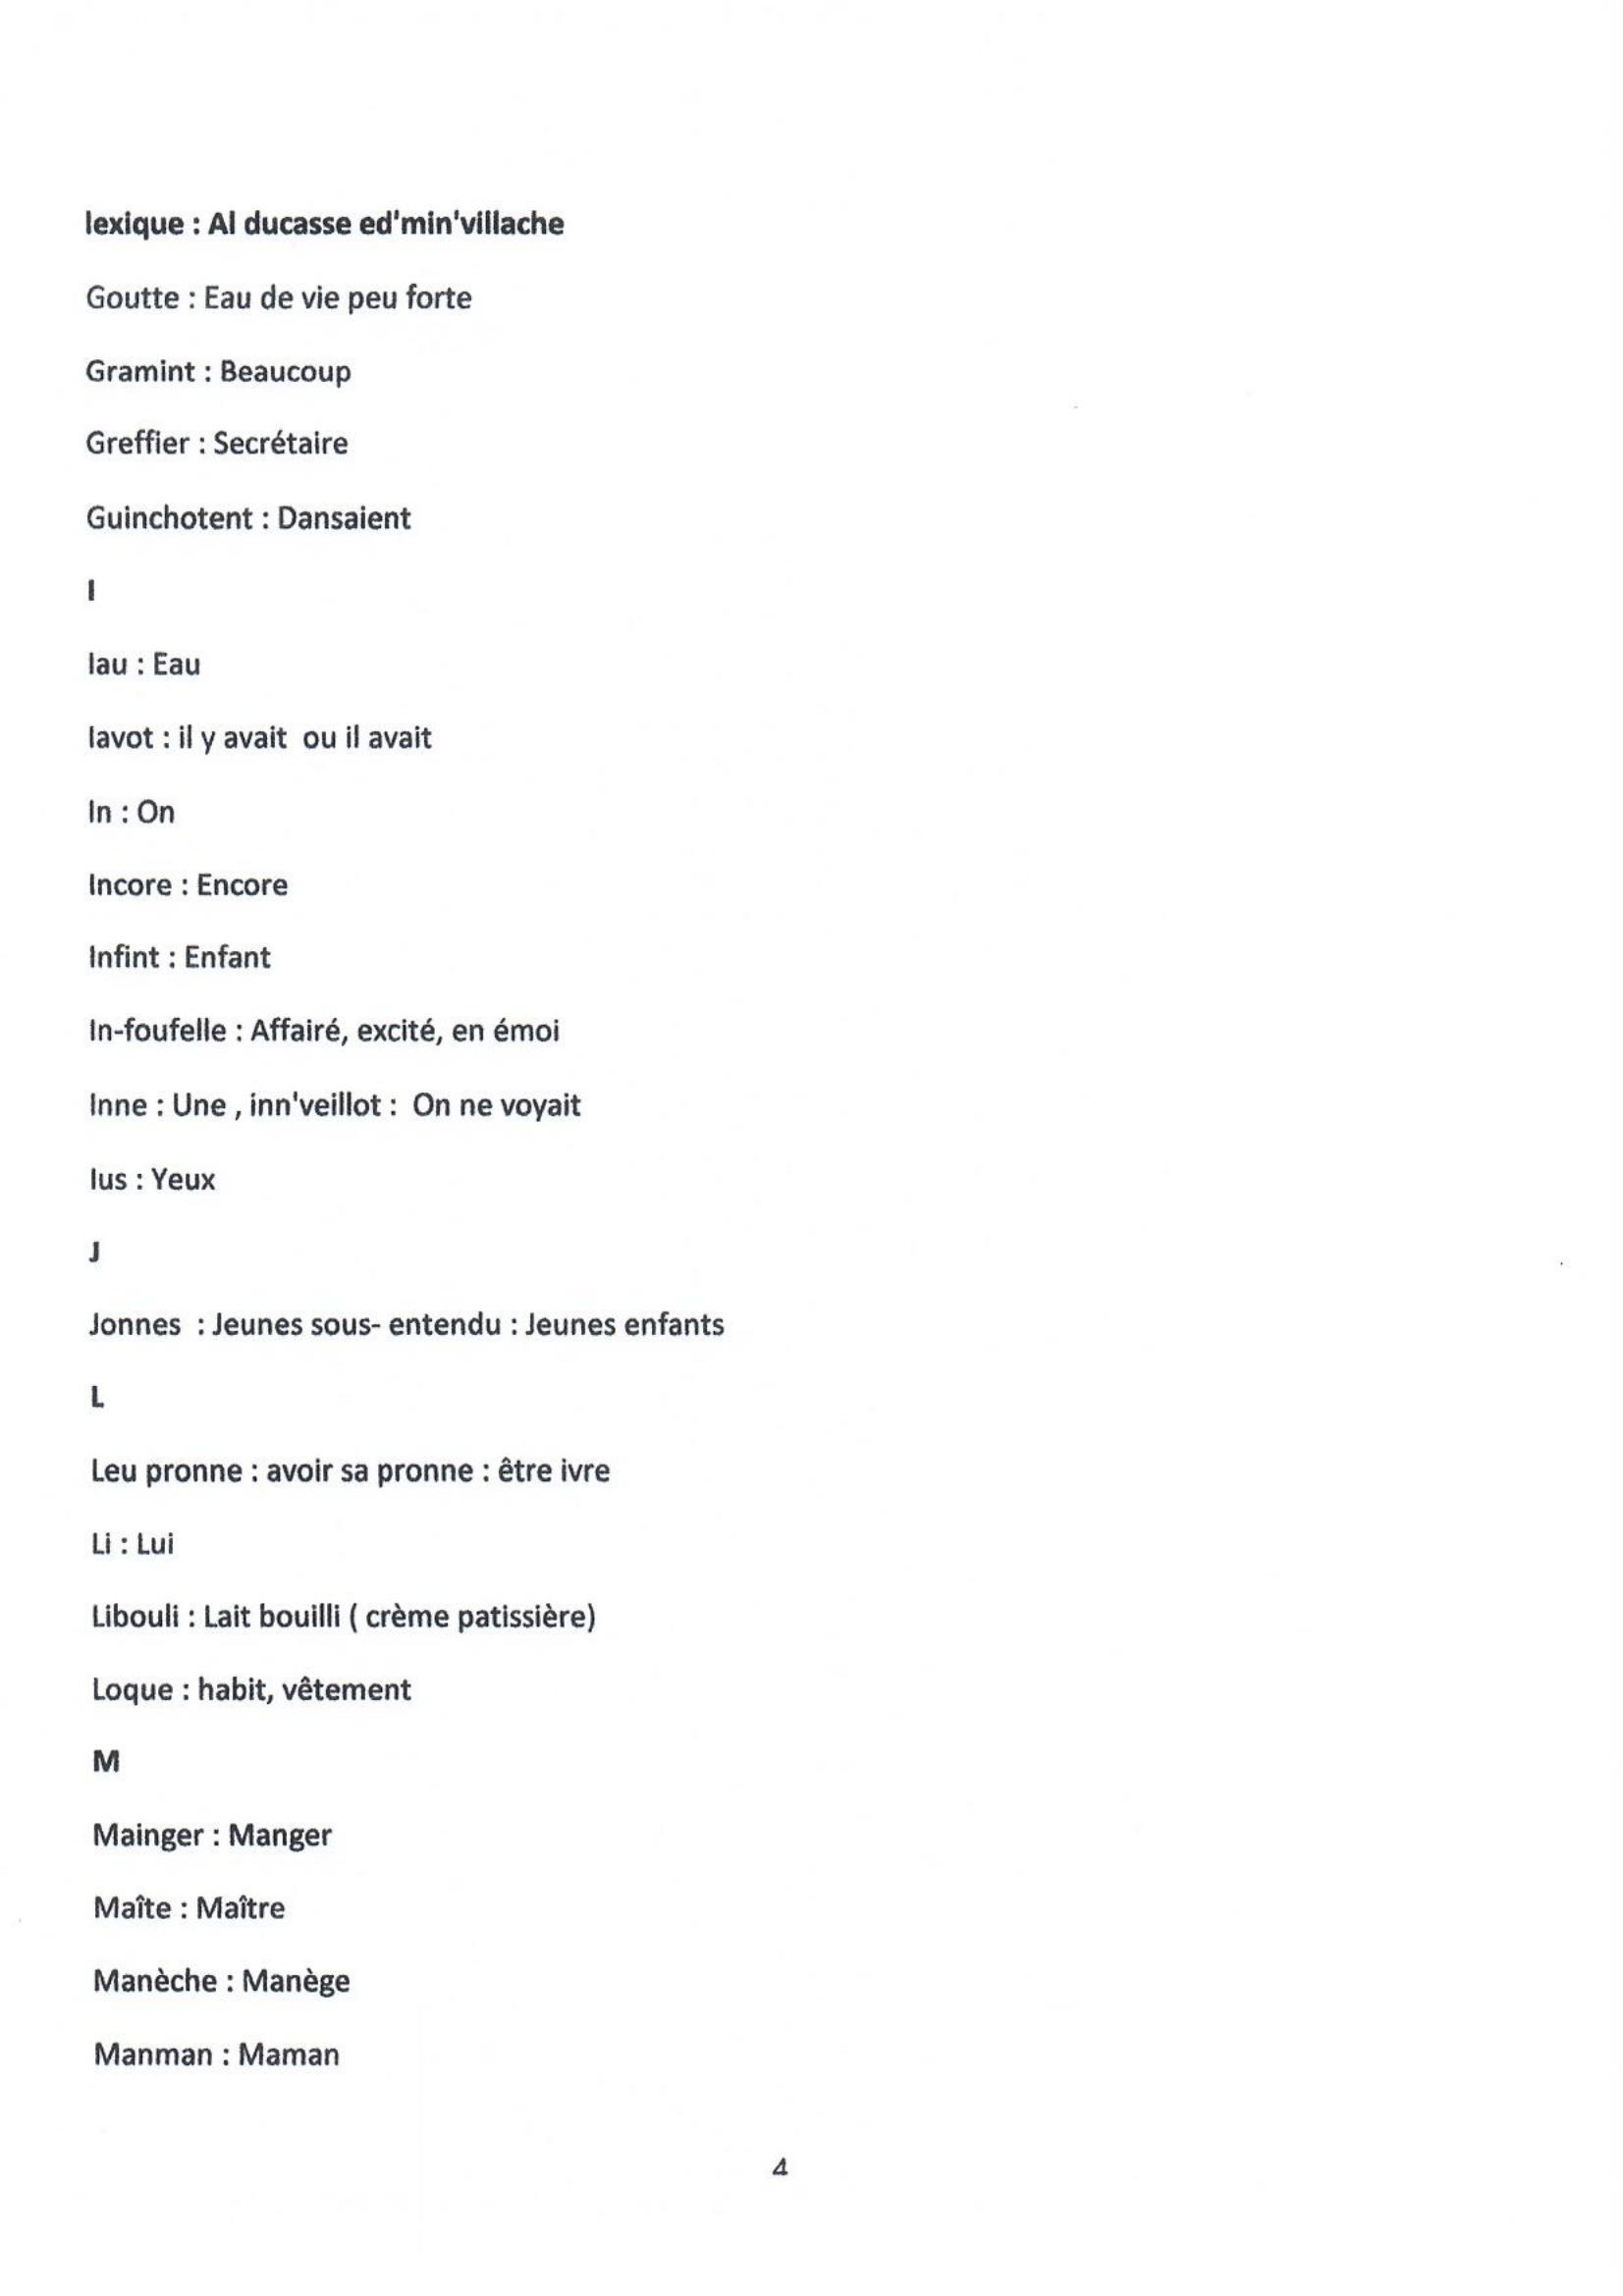 lexique : Al ducasse ed'min'villache
Goutte : Eau de vie peu forte
Gramint : Beaucoup
Greffier : Secrétaire
Guinchotent : Dansaient
I
Iau : Eau
Iavot : il y avait  ou il avait
In : On
Incore : Encore
Infint : Enfant
In-foufelle : Affairé, excité, en émoi
Inne : Une , inn'veillot :  On ne voyait
Ius : Yeux
J
Jonnes  : Jeunes sous- entendu : Jeunes enfants
L
Leu pronne : avoir sa pronne : être ivre
Li : Lui
Libouli : Lait bouilli ( crème patissière)
Loque : habit, vêtement
M
Mainger : Manger
Maîte : Maître
Manèche : Manège
Manman : Maman
4